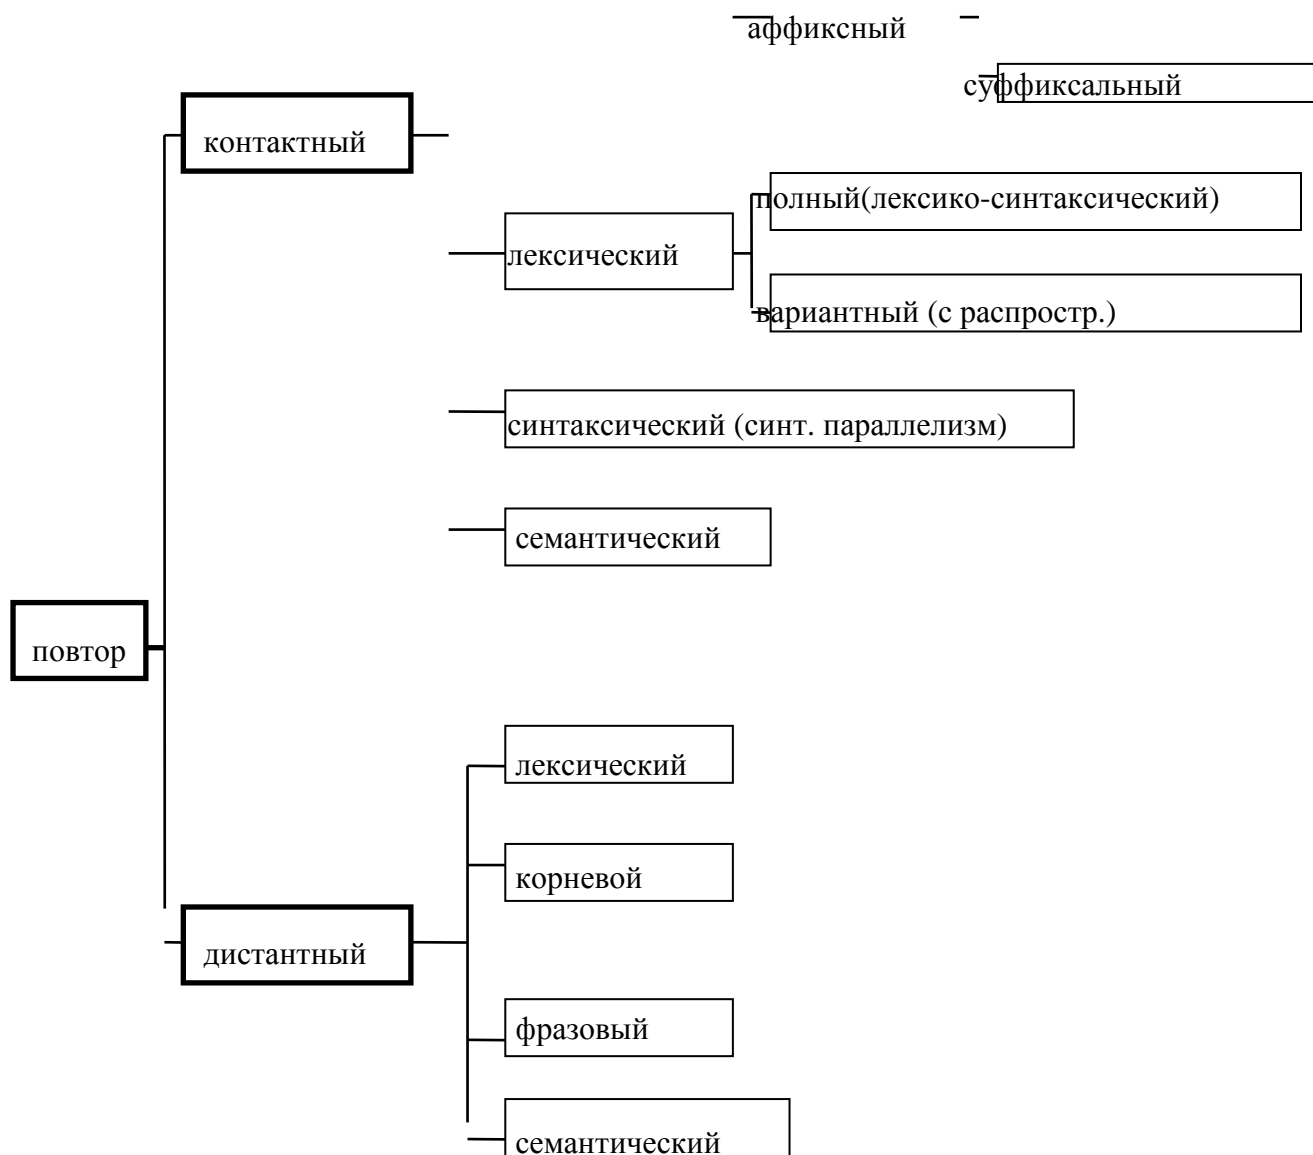 аффиксный
суффиксальный
контактный
полный(лексико-синтаксический)
лексический
вариантный (с распростр.)
синтаксический (синт. параллелизм)
семантический
повтор
лексический
корневой
дистантный
фразовый
семантический